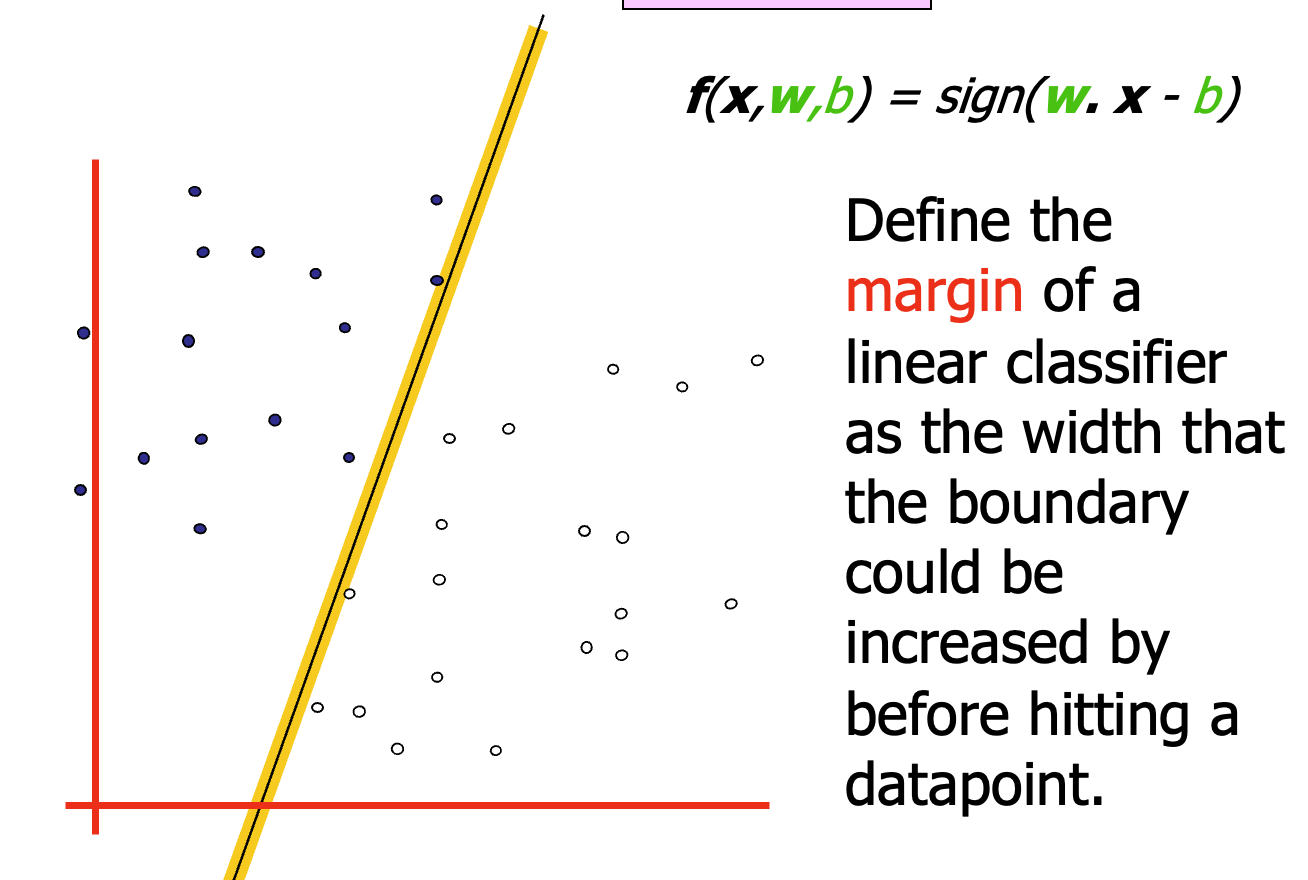 f(x,w,b) = sign(w. x - b)
Define the
margin of a
linear classifier
as the width that
the boundary
could be
increased by
before hitting a
datapoint.